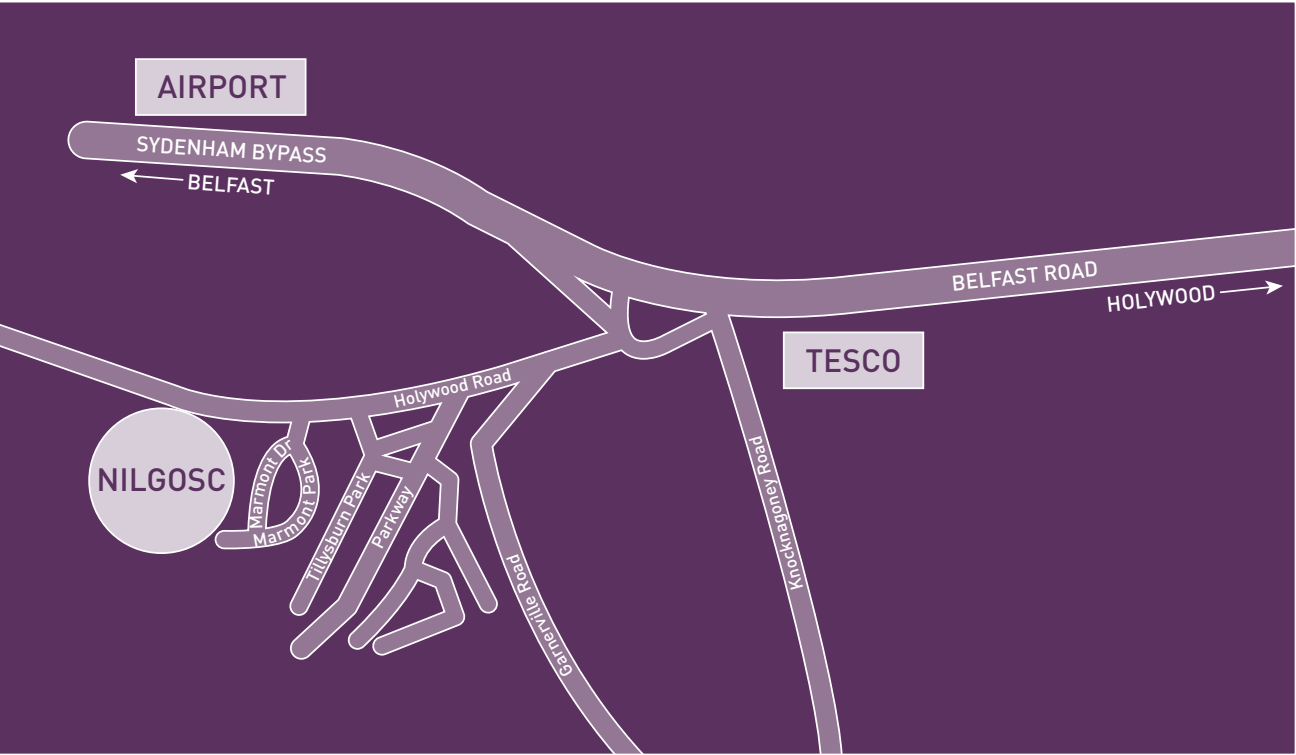 AIRPORT
SYDENHAM BYPASS
BELFAST
BELFAST ROAD
HOLYWOOD
TESCO
Holywood Road
NILGOSC
Marmont Dr
Marmont Park
Tillysburn Park
Parkway
Garnerville Road
Knocknagoney Road